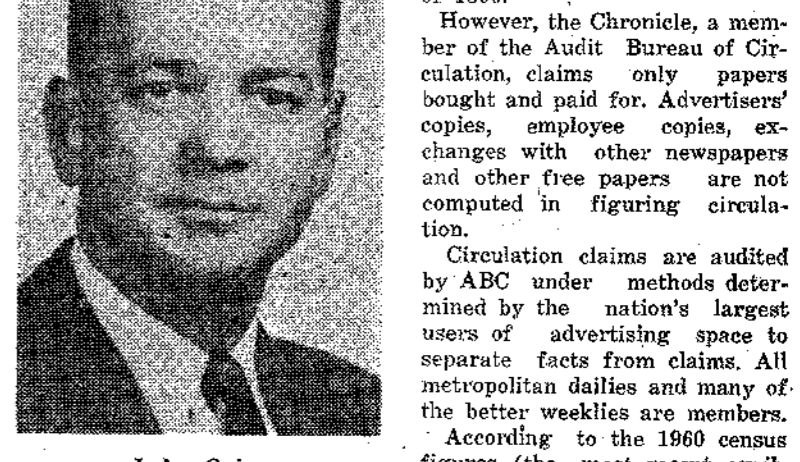 However, the Chronicle, a mem-
ber of the Audit Bureau of Cir-
culation, claims only papers
bought and paid for. Advertisers'
copies, employee copies, ex-
changes with other newspapers
and other free papers are not
computed in figuring circula-
tion.
Circulation claims are audited
by ABC under methods deter-
mined by the nation's largest
users of advertising space to
separate facts from claims. All
metropolitan dailies and many of
the better weeklies are members.
According to the 1960 census